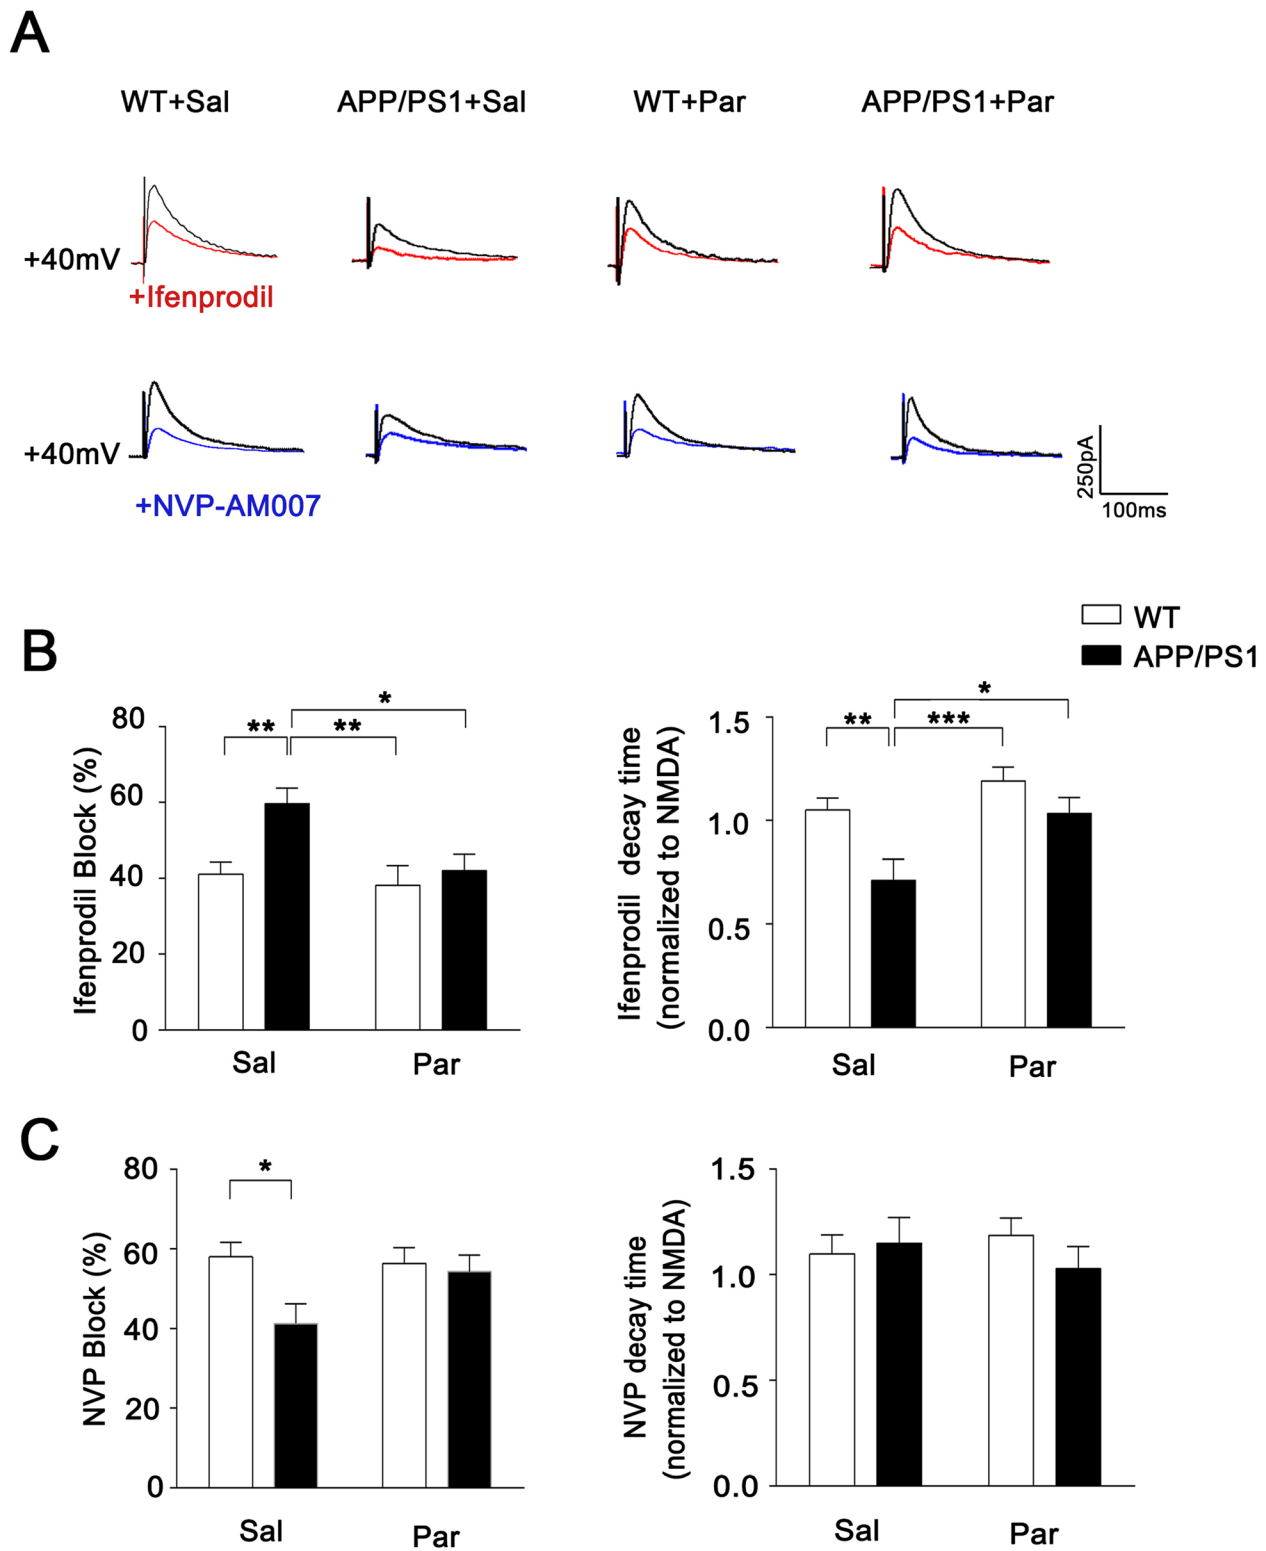 A
WT+Sal APP/PS1+Sal WT+Par APP/PS1+Par
+40mV
+Ifenprodil
+40mV
+NVP-AM007
250pA
100ms
WT
APP/PS1
B
Ifenprodil Block (%)
80
60
40
20
0
** ** *
Sal Par
Ifenprodil decay time
(normalized to NMDA)
1.5
1.0
0.5
0.0
** *** *
Sal Par
C
NVP Block (%)
80
60
40
20
0
*
Sal Par
NVP decay time
(normalized to NMDA)
1.5
1.0
0.5
0.0
Sal Par